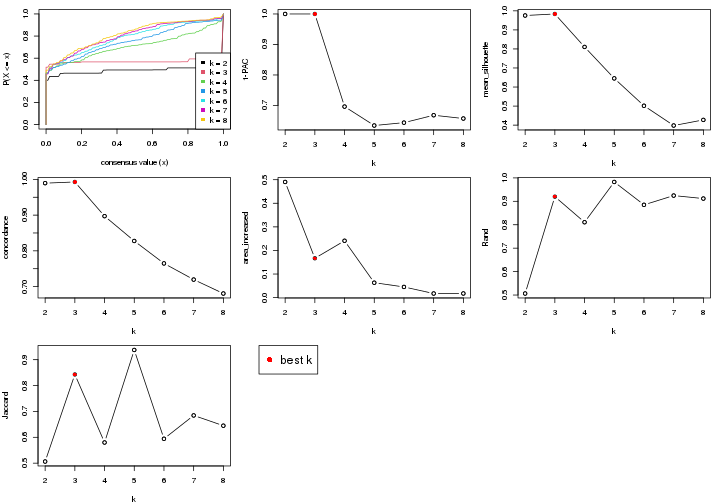 P(X <= x)
0.0 0.2 0.4 0.6 0.8 1.0
k = 2
k = 3
k = 4
k = 5
k = 6
k = 7
k = 8
0.0 0.2 0.4 0.6 0.8 1.0
consensus value (x)
1-PAC
0.7 0.8 0.9 1.0
2 3 4 5 6 7 8
k
mean_silhouette
0.4 0.5 0.6 0.7 0.8 0.9 1.0
2 3 4 5 6 7 8
k
concordance
0.70 0.80 0.90 1.00
2 3 4 5 6 7 8
k
area_increased
0.0 0.1 0.2 0.3 0.4 0.5
2 3 4 5 6 7 8
k
Rand
0.5 0.6 0.7 0.8 0.9 1.0
2 3 4 5 6 7 8
k
Jaccard
0.5 0.6 0.7 0.8 0.9
2 3 4 5 6 7 8
k
best k